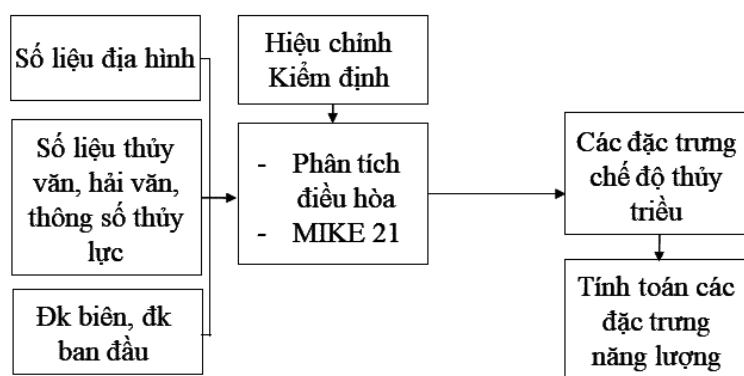 Số liệu địa hình
Số liệu thủy
văn, hải văn,
thông số thủy
lực
Đk biên, đk
ban đầu
Hiệu chỉnh
Kiểm định
- Phân tích
điều hòa
- MIKE 21
Các đặc trưng
chế độ thủy
triều
Tính toán các
đặc trưng
năng lượng